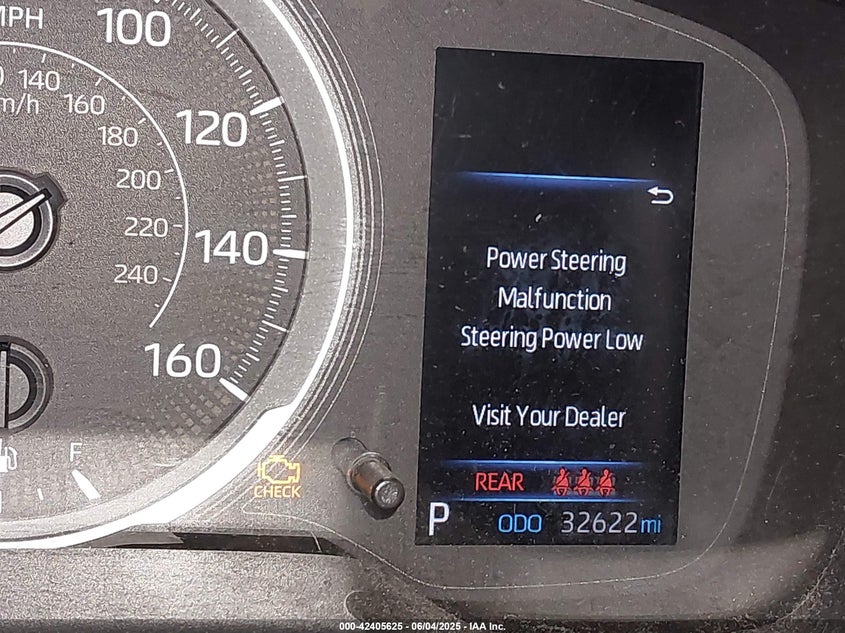 MPH
100
120
140
160
140
km/h
160
180
200
220
240
F
CHECK
Power Steering
Malfunction
Steering Power Low
Visit Your Dealer
REAR
P ODO 32622 mi
000-42405625 - 06/04/2025 - IAA Inc.